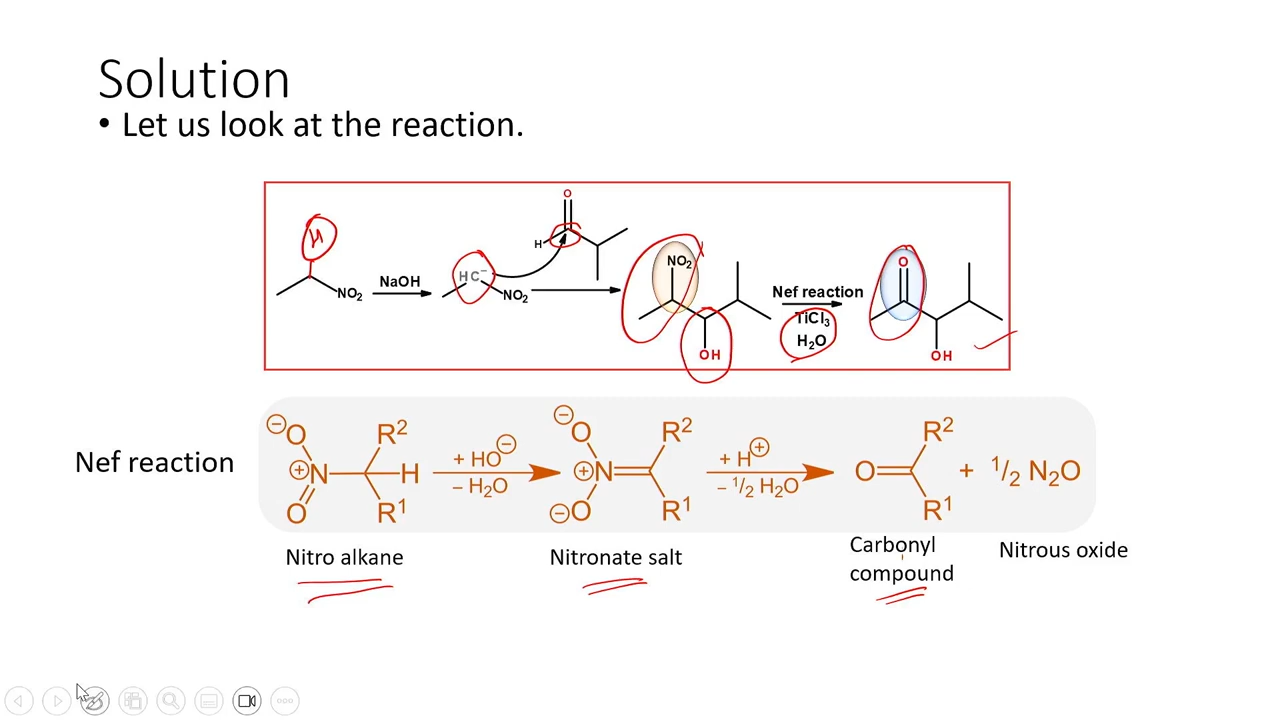 Solution
• Let us look at the reaction.
H
NO₂
NaOH
HC⁻
NO₂
O
H
NO₂
OH
Nef reaction
TiCl₃
H₂O
O
OH
Nef reaction
⊖O
⊕N
O
R²
H
R¹
+ HO⊖
– H₂O
⊖O
⊕N
⊖O
R²
R¹
+ H⊕
– ½ H₂O
O
R²
R¹
+ ½ N₂O
Nitro alkane
Nitronate salt
Carbonyl
compound
Nitrous oxide